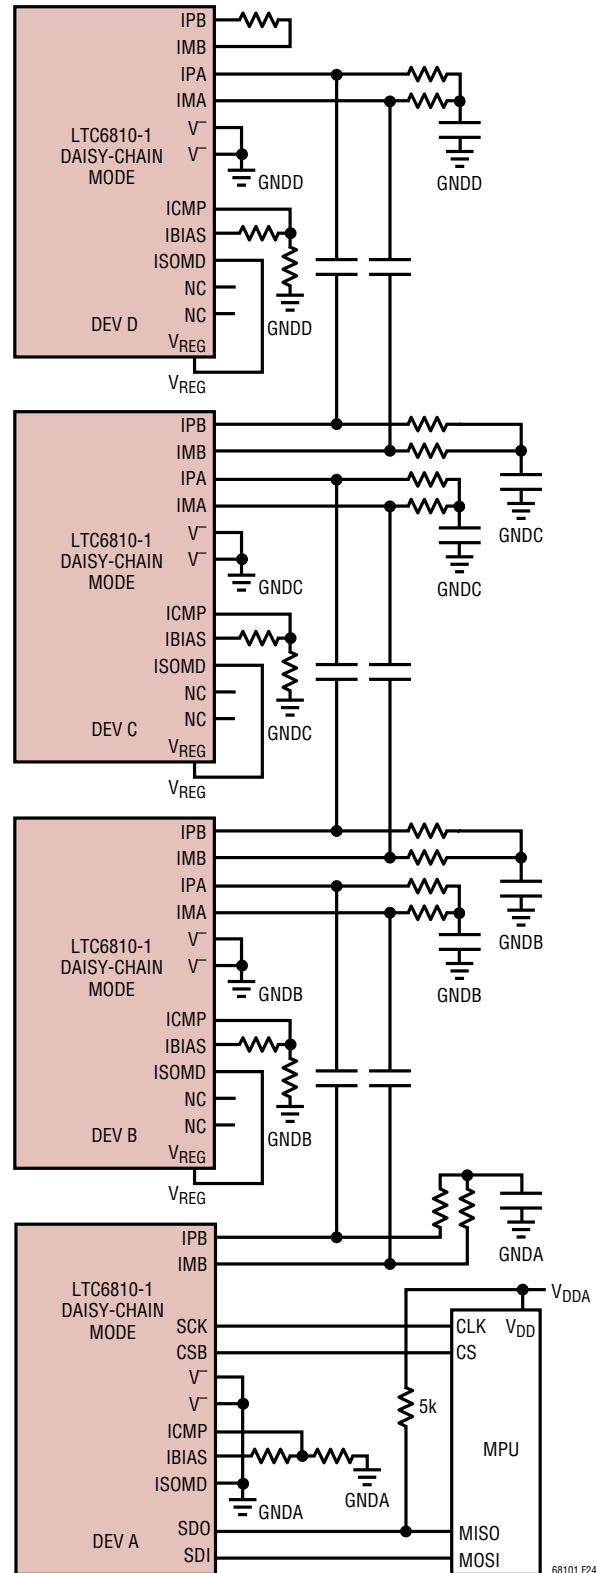 IPB
IMB
IPA
IMA
LTC6810-1
DAISY-CHAIN
MODE
V–
V–
GNDD
GNDD
ICMP
IBIAS
ISOMD
NC
NC
GNDD
DEV D
VREG
VREG
IPB
IMB
IPA
IMA
GNDC
LTC6810-1
DAISY-CHAIN
MODE
V–
V–
GNDC
GNDC
ICMP
IBIAS
ISOMD
NC
NC
GNDC
DEV C
VREG
VREG
IPB
IMB
IPA
IMA
GNDB
LTC6810-1
DAISY-CHAIN
MODE
V–
V–
GNDB
GNDB
ICMP
IBIAS
ISOMD
NC
NC
GNDB
DEV B
VREG
VREG
IPB
IMB
GNDA
LTC6810-1
DAISY-CHAIN
MODE
VDDA
SCK
CLK
VDD
CSB
CS
V–
V–
5k
ICMP
IBIAS
MPU
ISOMD
GNDA
GNDA
SDO
MISO
DEV A
SDI
MOSI
68101 F24